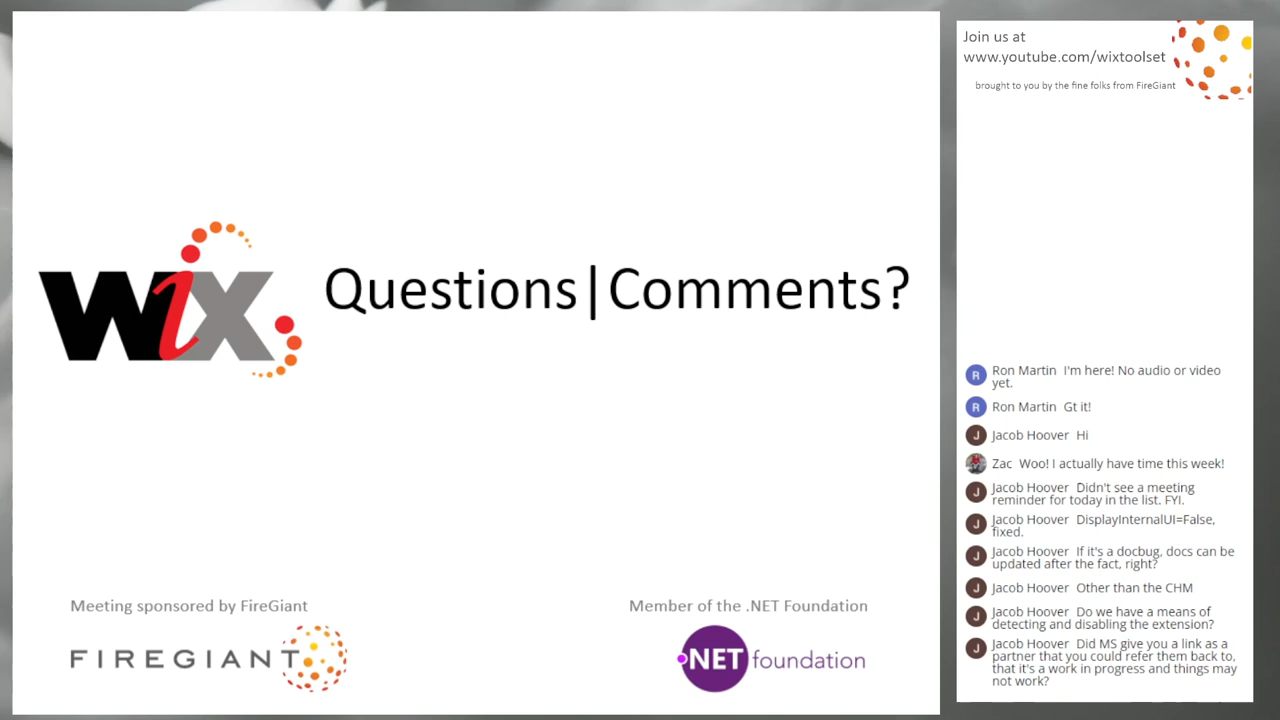 WiX
Questions|Comments?
Meeting sponsored by FireGiant
FIREGIANT
Member of the .NET Foundation
.NET foundation
Join us at
www.youtube.com/wixtoolset
brought to you by the fine folks from FireGiant
R Ron Martin I'm here! No audio or video
yet.
R Ron Martin Gt it!
J Jacob Hoover Hi
Zac Woo! I actually have time this week!
J Jacob Hoover Didn't see a meeting
reminder for today in the list. FYI.
J Jacob Hoover DisplayInternalUI=False,
fixed.
J Jacob Hoover If it's a docbug, docs can be
updated after the fact, right?
J Jacob Hoover Other than the CHM
J Jacob Hoover Do we have a means of
detecting and disabling the extension?
J Jacob Hoover Did MS give you a link as a
partner that you could refer them back to,
that it's a work in progress and things may
not work?